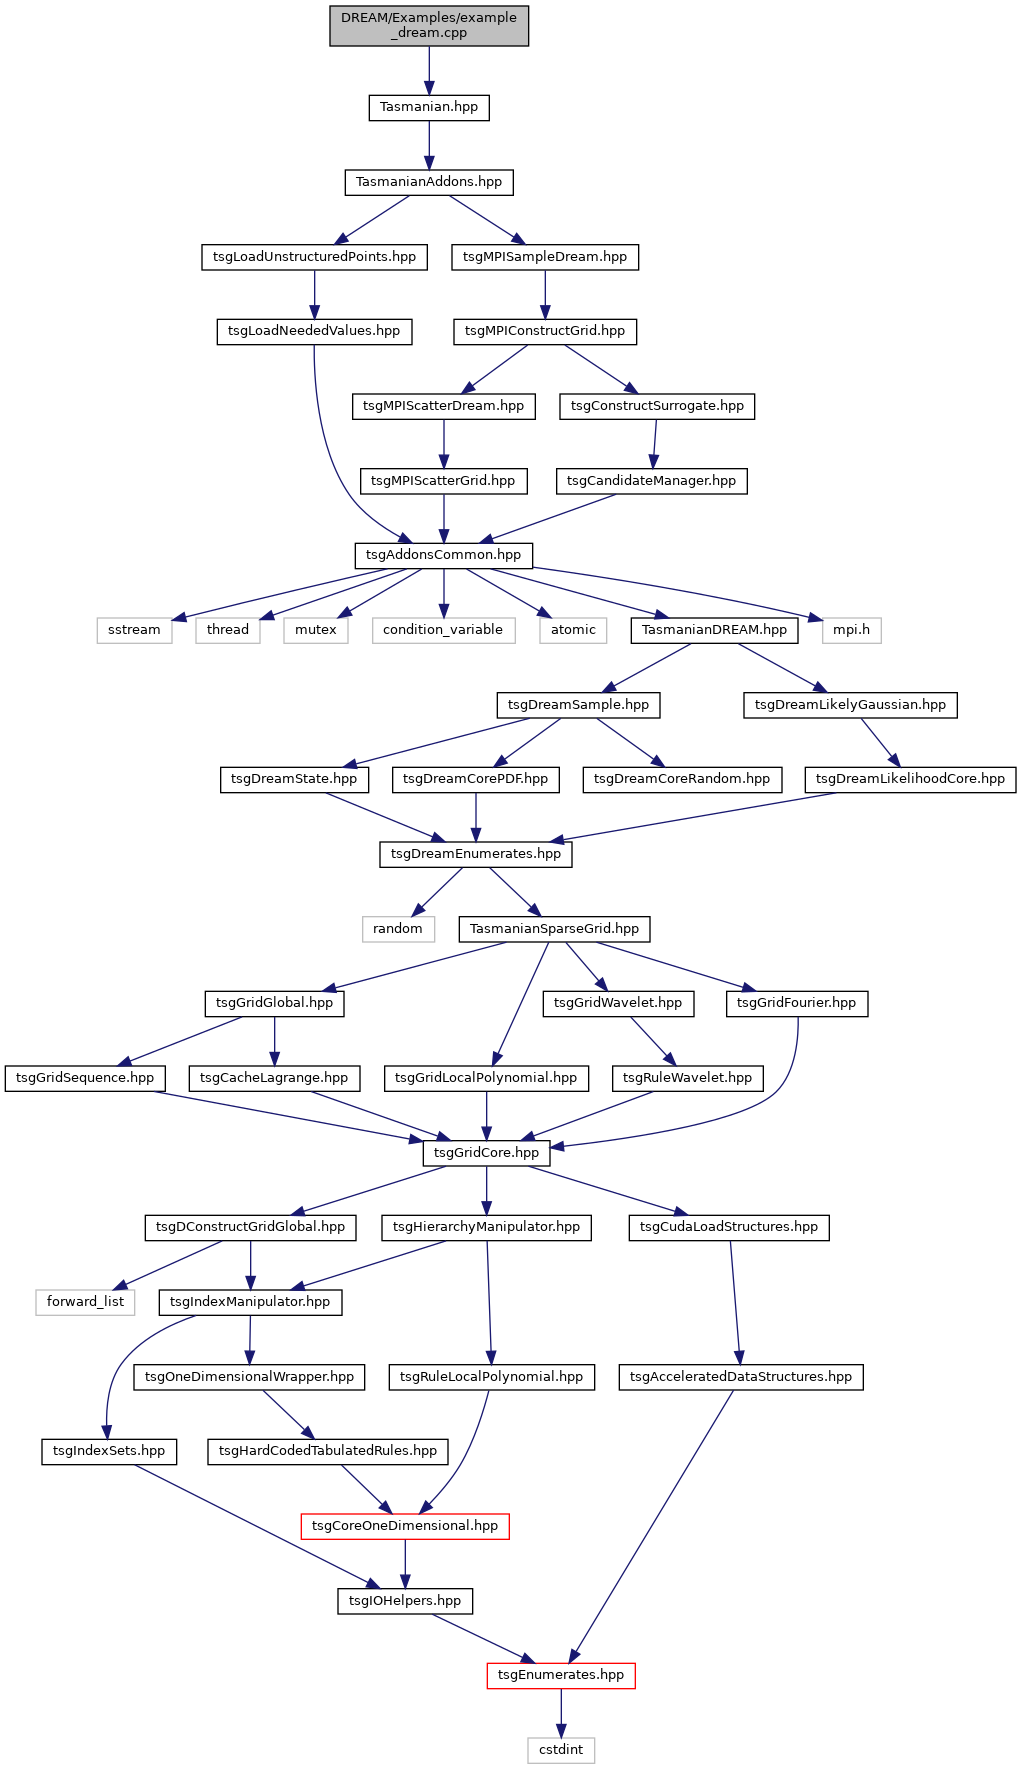 DREAM/Examples/example
_dream.cpp
Tasmanian.hpp
TasmanianAddons.hpp
tsgLoadUnstructuredPoints.hpp
tsgMPISampleDream.hpp
tsgLoadNeededValues.hpp
tsgMPIConstructGrid.hpp
tsgMPIScatterDream.hpp
tsgConstructSurrogate.hpp
tsgMPIScatterGrid.hpp
tsgCandidateManager.hpp
tsgAddonsCommon.hpp
sstream
thread
mutex
condition_variable
atomic
TasmanianDREAM.hpp
mpi.h
tsgDreamSample.hpp
tsgDreamLikelyGaussian.hpp
tsgDreamState.hpp
tsgDreamCorePDF.hpp
tsgDreamCoreRandom.hpp
tsgDreamLikelihoodCore.hpp
tsgDreamEnumerates.hpp
random
TasmanianSparseGrid.hpp
tsgGridGlobal.hpp
tsgGridWavelet.hpp
tsgGridFourier.hpp
tsgGridSequence.hpp
tsgCacheLagrange.hpp
tsgGridLocalPolynomial.hpp
tsgRuleWavelet.hpp
tsgGridCore.hpp
tsgDConstructGridGlobal.hpp
tsgHierarchyManipulator.hpp
tsgCudaLoadStructures.hpp
forward_list
tsgIndexManipulator.hpp
tsgOneDimensionalWrapper.hpp
tsgRuleLocalPolynomial.hpp
tsgAcceleratedDataStructures.hpp
tsgIndexSets.hpp
tsgHardCodedTabulatedRules.hpp
tsgCoreOneDimensional.hpp
tsgIOHelpers.hpp
tsgEnumerates.hpp
cstdint